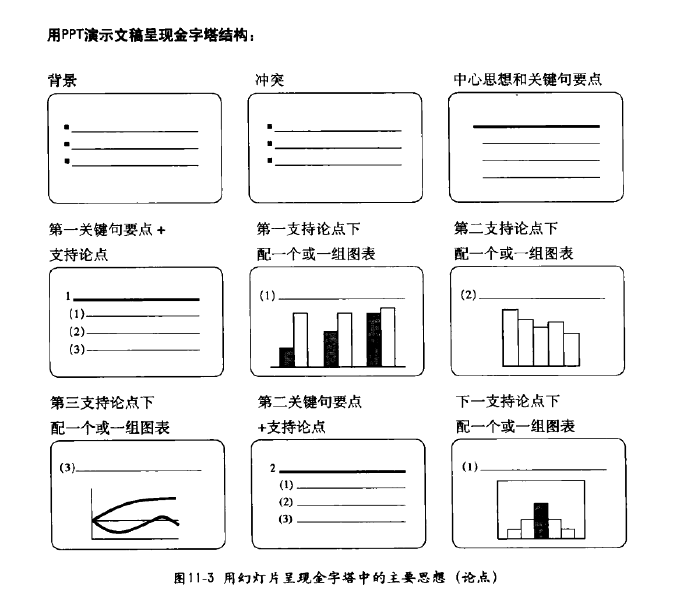 用PPT演示文稿呈现金字塔结构：
背景
冲突
中心思想和关键句要点
第一关键句要点 +
支持论点
第一支持论点下
配一个或一组图表
第二支持论点下
配一个或一组图表
1
(1)
(2)
(3)
(1)
(2)
第三支持论点下
配一个或一组图表
第二关键句要点
+支持论点
下一支持论点下
配一个或一组图表
(3)
2
(1)
(2)
(3)
(1)
图11-3 用幻灯片呈现金字塔中的主要思想（论点）